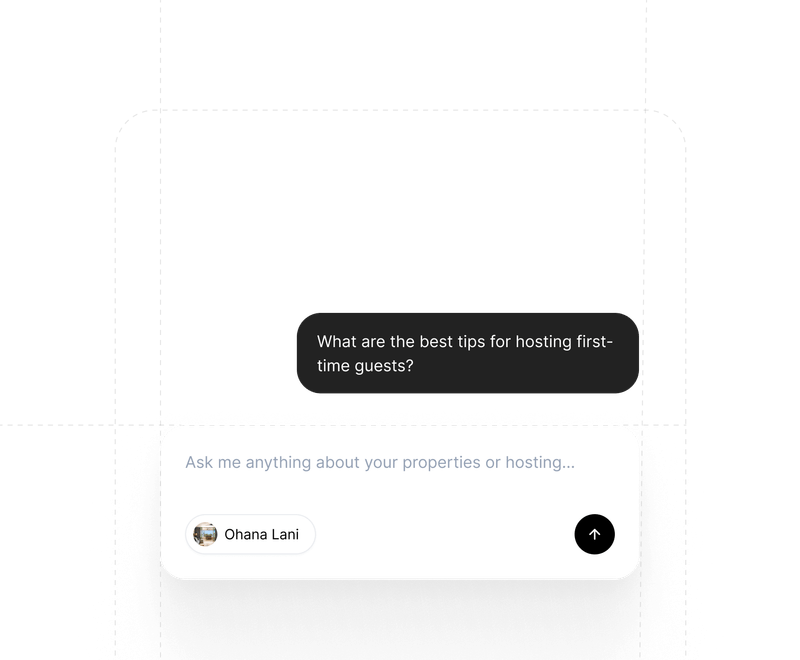 What are the best tips for hosting first-
time guests?
Ask me anything about your properties or hosting...
Ohana Lani